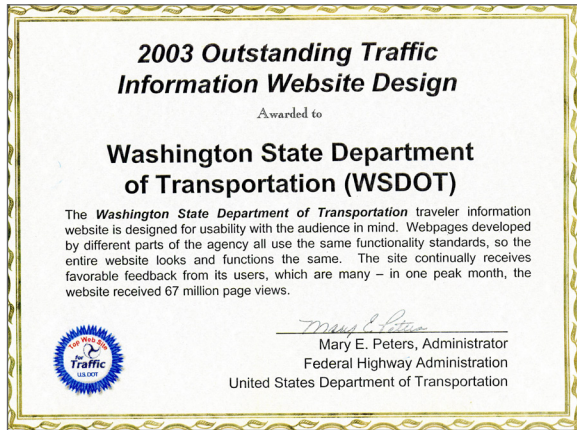 2003 Outstanding Traffic
Information Website Design
Awarded to
Washington State Department
of Transportation (WSDOT)
The Washington State Department of Transportation traveler information
website is designed for usability with the audience in mind. Webpages developed
by different parts of the agency all use the same functionality standards, so the
entire website looks and functions the same. The site continually receives
favorable feedback from its users, which are many – in one peak month, the
website received 67 million page views.
Mary E. Peters
Mary E. Peters, Administrator
Federal Highway Administration
United States Department of Transportation
Top Web Site
for
Traffic
U.S. DOT